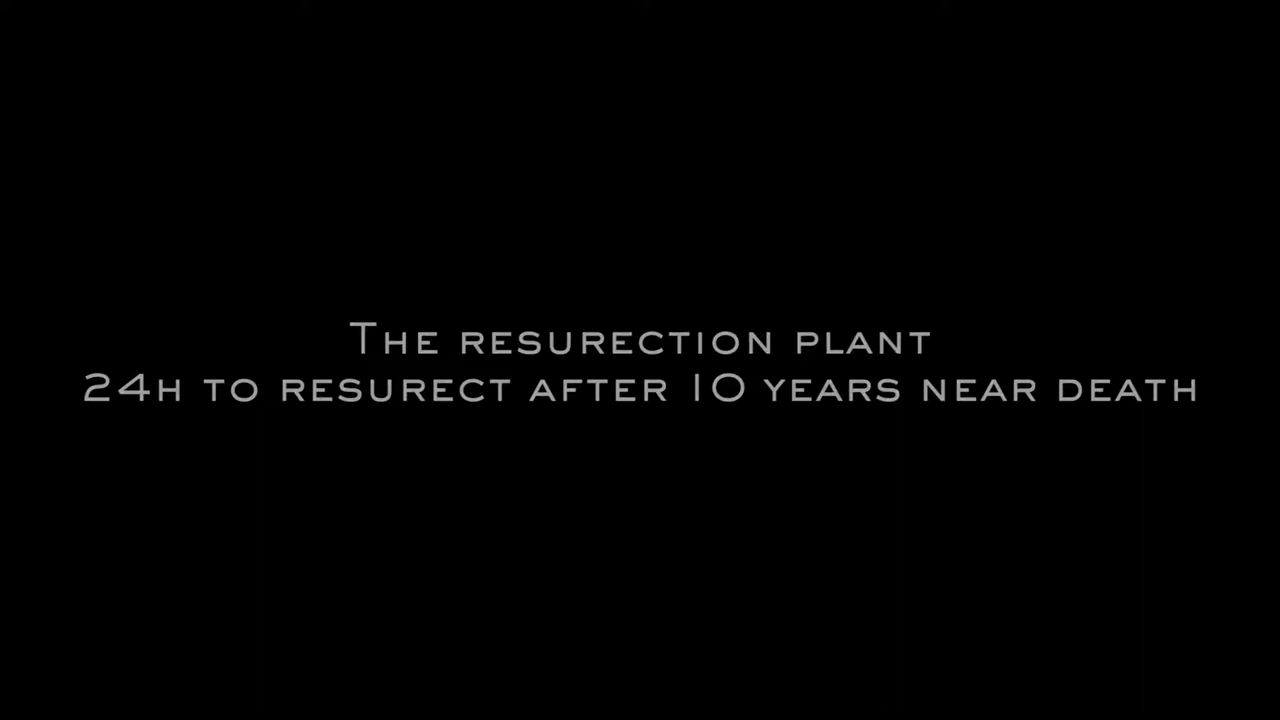 The resurection plant
24h to resurect after 10 years near death